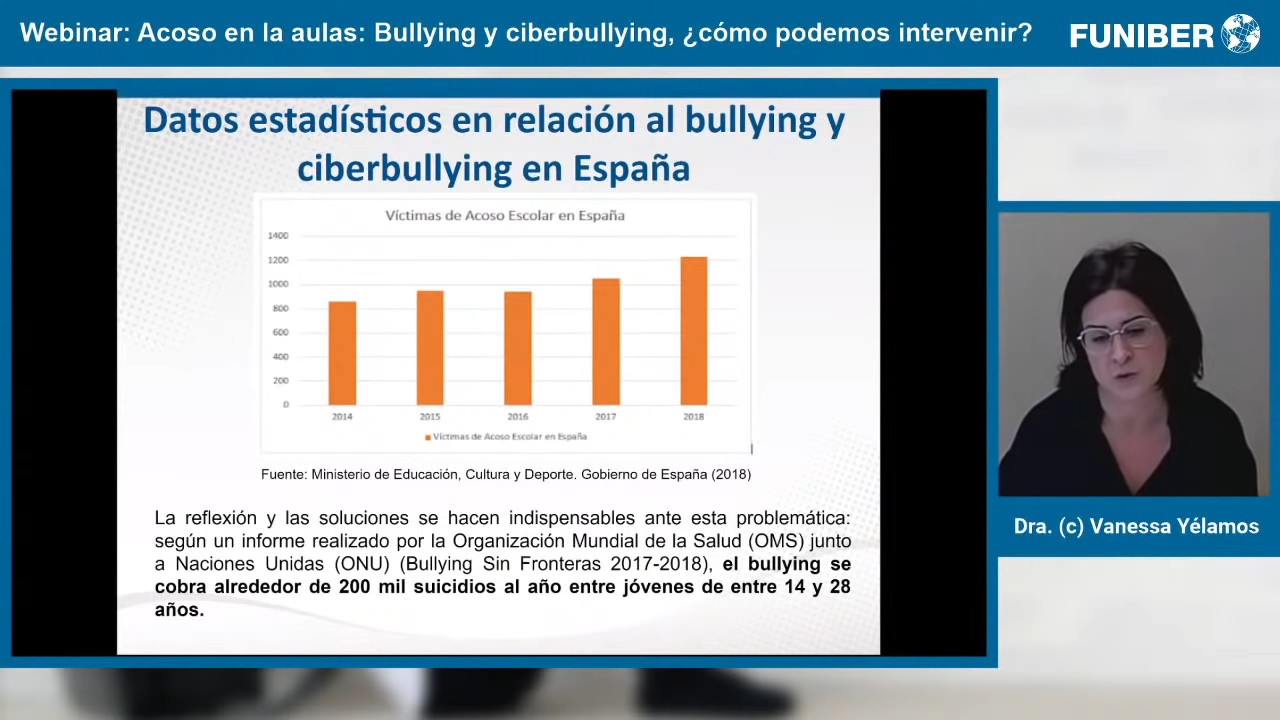 Webinar: Acoso en la aulas: Bullying y ciberbullying, ¿cómo podemos intervenir?
FUNIBER
Datos estadísticos en relación al bullying y
ciberbullying en España
Víctimas de Acoso Escolar en España
1400
1200
1000
800
600
400
200
0
2014 2015 2016 2017 2018
Víctimas de Acoso Escolar en España
Fuente: Ministerio de Educación, Cultura y Deporte. Gobierno de España (2018)
La reflexión y las soluciones se hacen indispensables ante esta problemática:
según un informe realizado por la Organización Mundial de la Salud (OMS) junto
a Naciones Unidas (ONU) (Bullying Sin Fronteras 2017-2018), el bullying se
cobra alrededor de 200 mil suicidios al año entre jóvenes de entre 14 y 28
años.
Dra. (c) Vanessa Yélamos